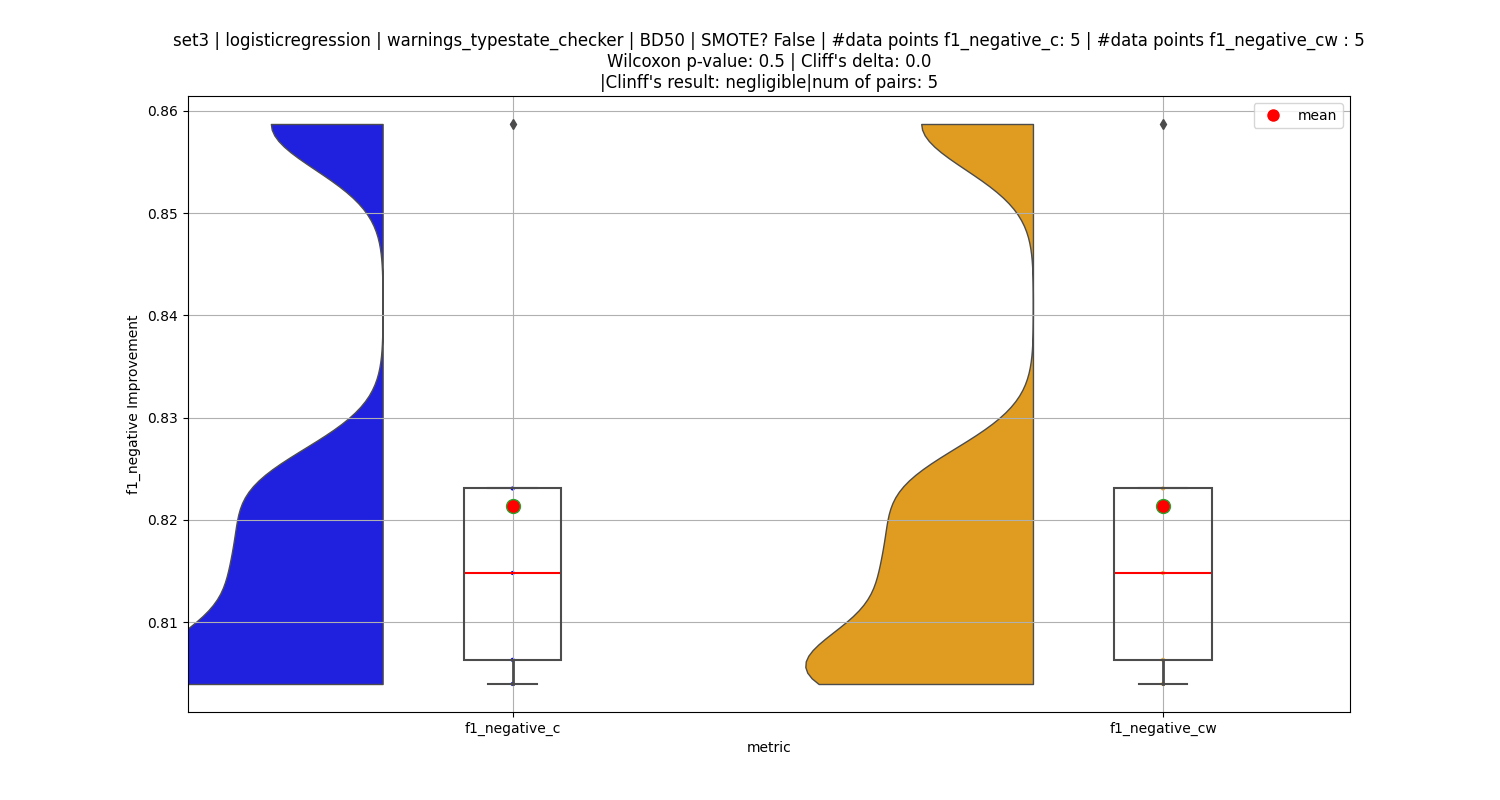 set3 | logisticregression | warnings_typestate_checker | BD50 | SMOTE? False | #data points f1_negative_c: 5 | #data points f1_negative_cw : 5
Wilcoxon p-value: 0.5 | Cliff's delta: 0.0
|Clinff's result: negligible|num of pairs: 5
mean
0.86
0.85
0.84
0.83
0.82
0.81
f1_negative Improvement
f1_negative_c
f1_negative_cw
metric